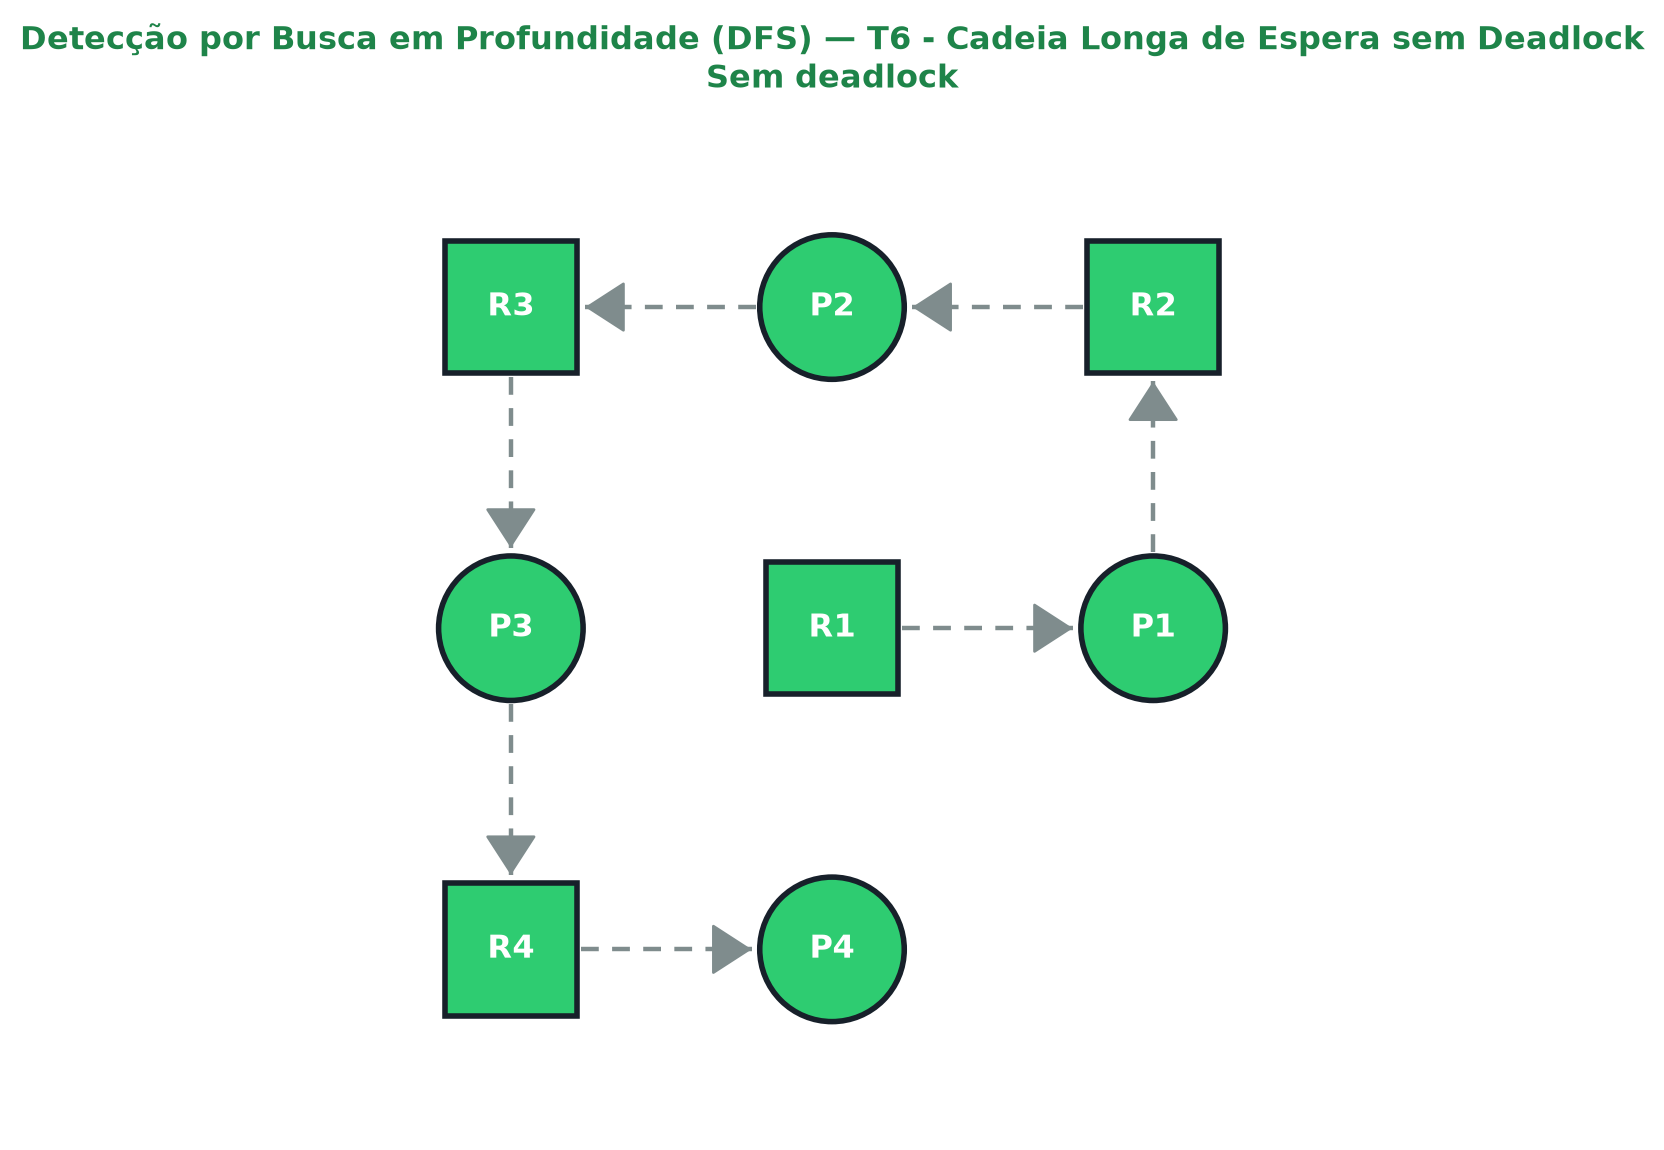 Detecção por Busca em Profundidade (DFS) — T6 - Cadeia Longa de Espera sem Deadlock
Sem deadlock
R3
P2
R2
P3
R1
P1
R4
P4